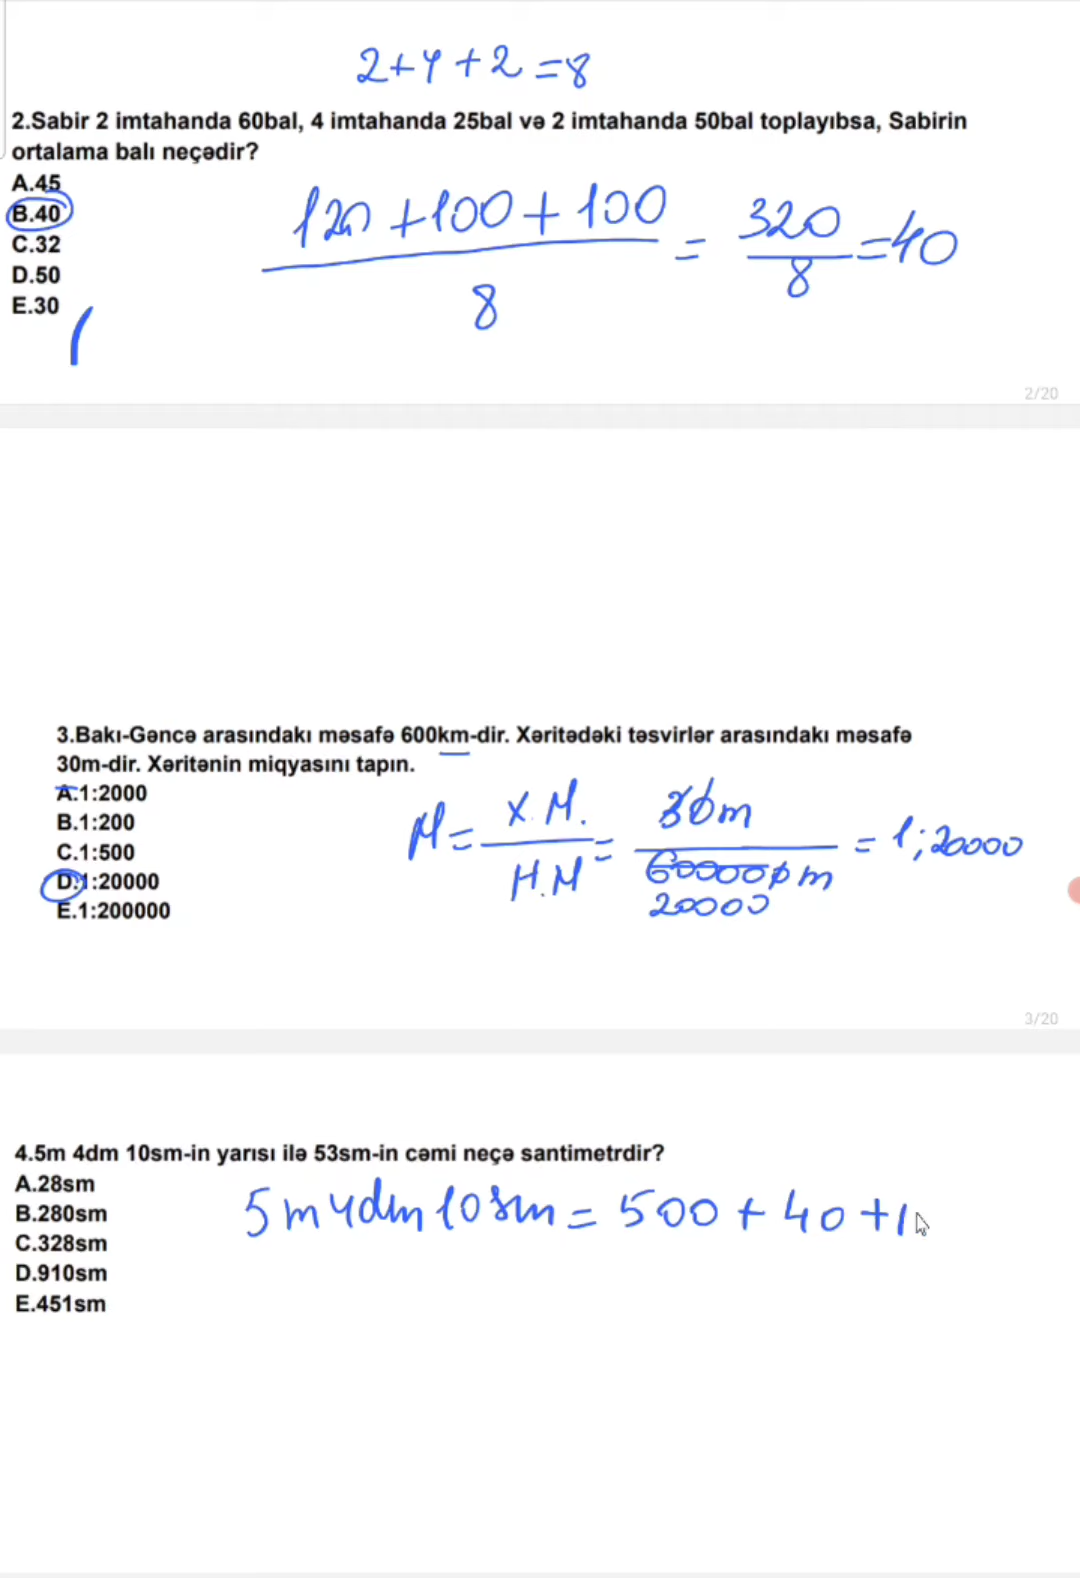 2+4+2=8
2.Sabir 2 imtahanda 60bal, 4 imtahanda 25bal və 2 imtahanda 50bal toplayıbsa, Sabirin
ortalama balı neçədir?
A.45
B.40
C.32
D.50
E.30
120+100+100
8
=
320
8
=40
2/20
3.Bakı-Gəncə arasındakı məsafə 600km-dir. Xəritədəki təsvirlər arasındakı məsafə
30m-dir. Xəritənin miqyasını tapın.
A.1:2000
B.1:200
C.1:500
D.1:20000
E.1:200000
M=
X.M.
H.M
=
30m
600000m
20000
=1:20000
3/20
4.5m 4dm 10sm-in yarısı ilə 53sm-in cəmi neçə santimetrdir?
A.28sm
B.280sm
C.328sm
D.910sm
E.451sm
5m4dm10sm=500+40+1